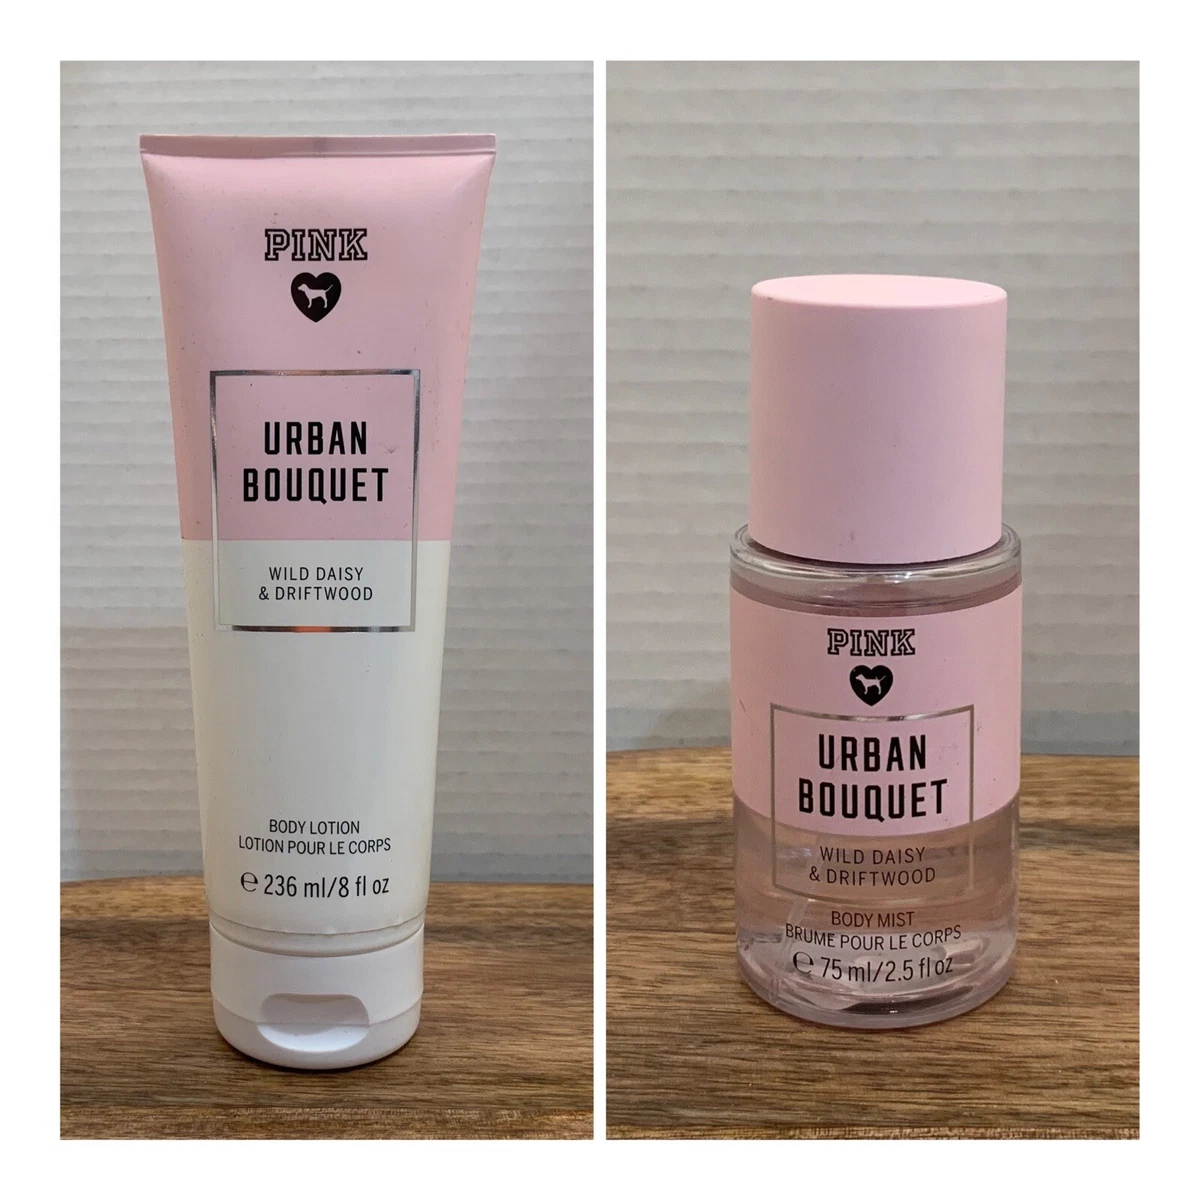 PINK
URBAN
BOUQUET
WILD DAISY
& DRIFTWOOD
BODY LOTION
LOTION POUR LE CORPS
℮ 236 ml/8 fl oz
PINK
URBAN
BOUQUET
WILD DAISY
& DRIFTWOOD
BODY MIST
BRUME POUR LE CORPS
℮ 75 ml/2.5 fl oz